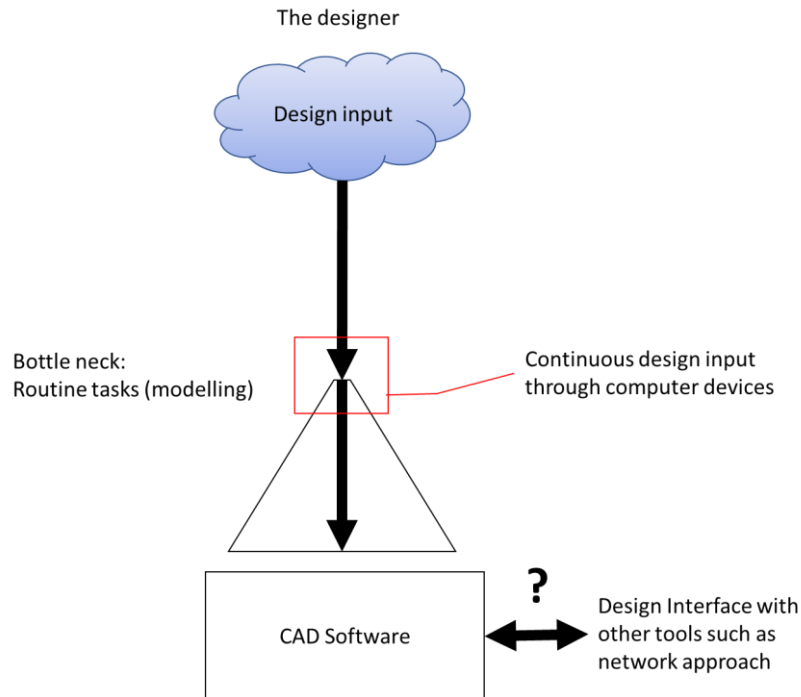 The designer
Design input
Bottle neck:
Routine tasks (modelling)
Continuous design input
through computer devices
?
CAD Software
Design Interface with
other tools such as
network approach